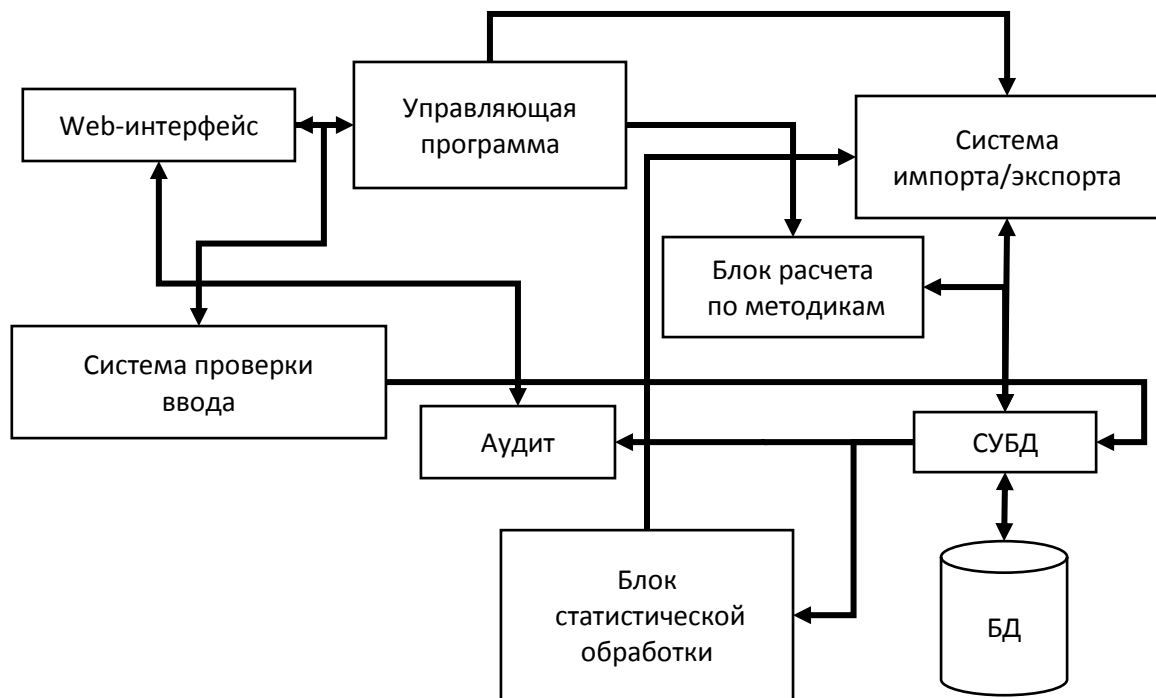 Web-интерфейс
Управляющая
программа
Система
импорта/экспорта
Блок расчета
по методикам
Система проверки
ввода
Аудит
СУБД
Блок
статистической
обработки
БД